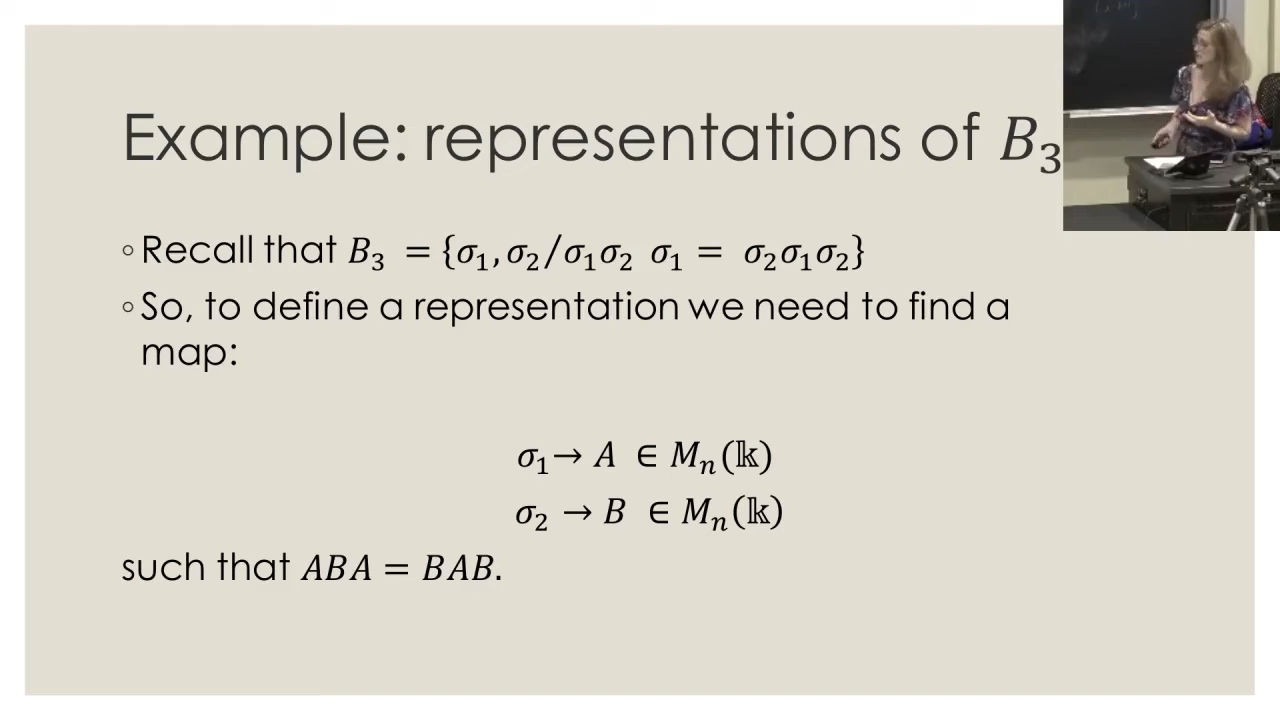 Example: representations of 𝐵₃
◦ Recall that 𝐵₃ = {𝜎₁, 𝜎₂/𝜎₁𝜎₂ 𝜎₁ = 𝜎₂𝜎₁𝜎₂}
◦ So, to define a representation we need to find a
map:
𝜎₁→ 𝐴 ∈ 𝑀ₙ(𝕜)
𝜎₂ → 𝐵 ∈ 𝑀ₙ(𝕜)
such that 𝐴𝐵𝐴 = 𝐵𝐴𝐵.